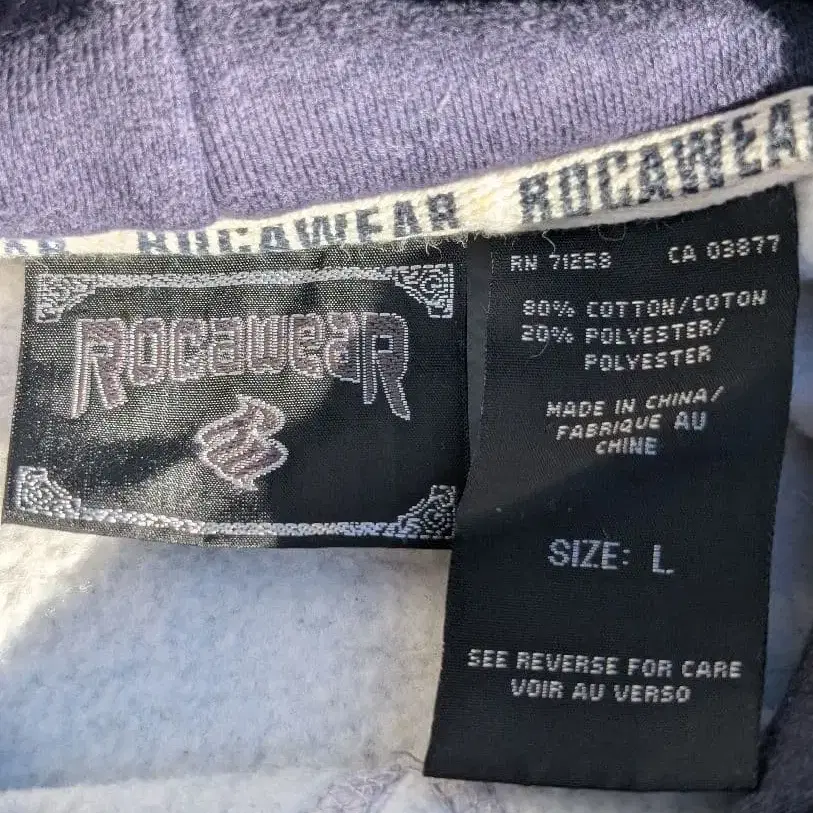 ROCAWEAR ROCAWEAR
ROCAWEAR
RN 71258 CA 03877
80% COTTON/COTON
20% POLYESTER/
POLYESTER
MADE IN CHINA/
FABRIQUE AU
CHINE
SIZE: L
SEE REVERSE FOR CARE
VOIR AU VERSO